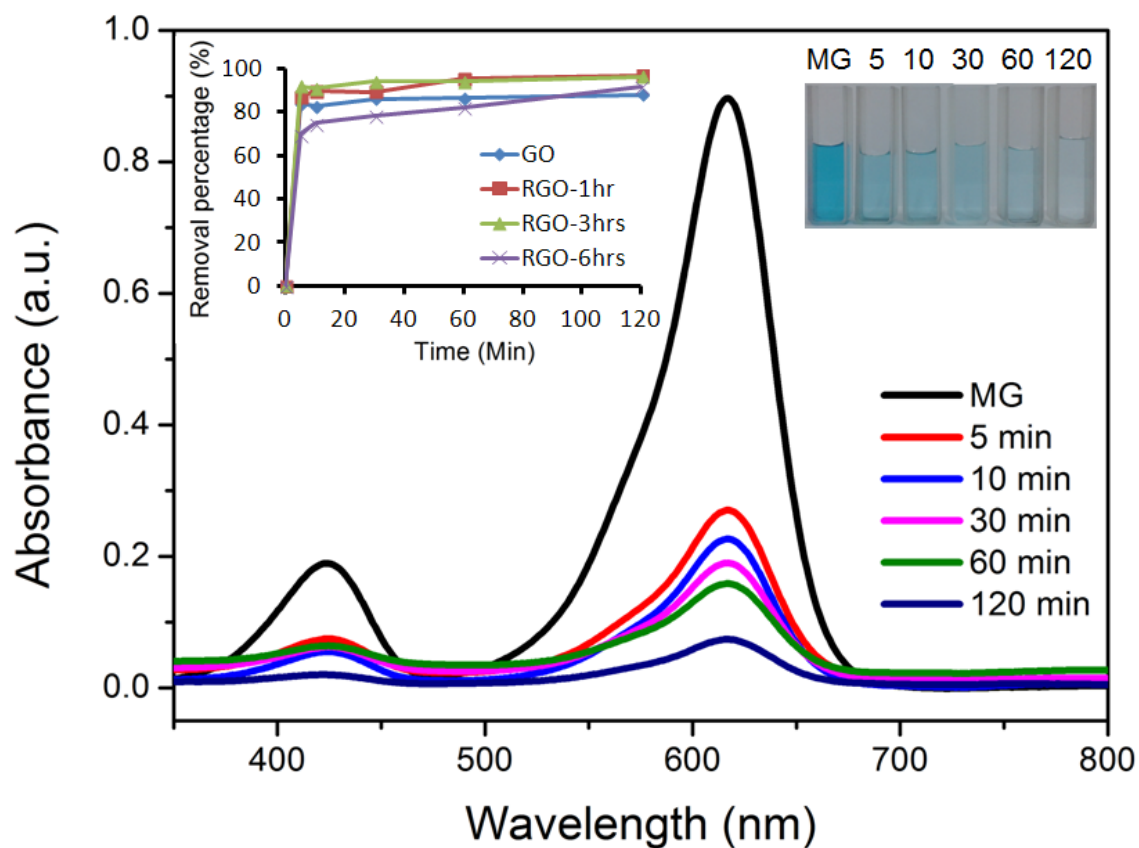 1.0
0.8
0.6
0.4
0.2
0.0
Absorbance (a.u.)
400 500 600 700 800
Wavelength (nm)
100
80
60
40
20
0
Removal percentage (%)
0 20 40 60 80 100 120
Time (Min)
GO
RGO-1hr
RGO-3hrs
RGO-6hrs
MG 5 10 30 60 120
MG
5 min
10 min
30 min
60 min
120 min